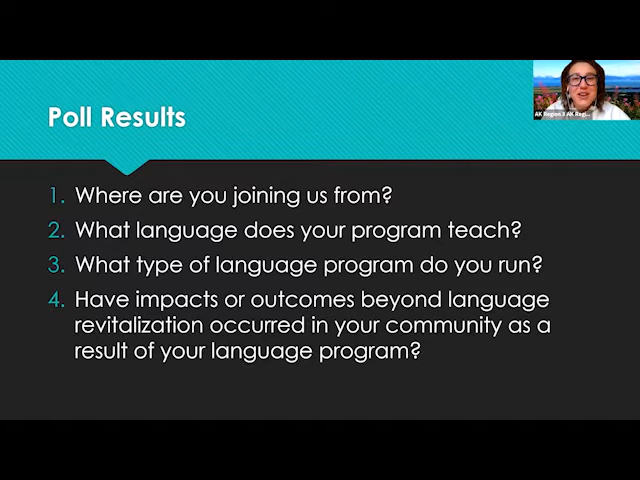 Poll Results
AK Region 3 AK Regi...
1. Where are you joining us from?
2. What language does your program teach?
3. What type of language program do you run?
4. Have impacts or outcomes beyond language
revitalization occurred in your community as a
result of your language program?